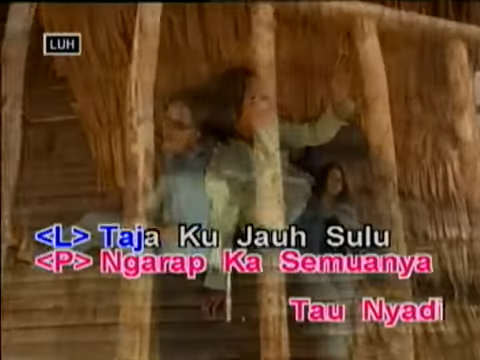 LUH
<L> Taja Ku Jauh Sulu
<P> Ngarap Ka Semuanya
Tau Nyadi